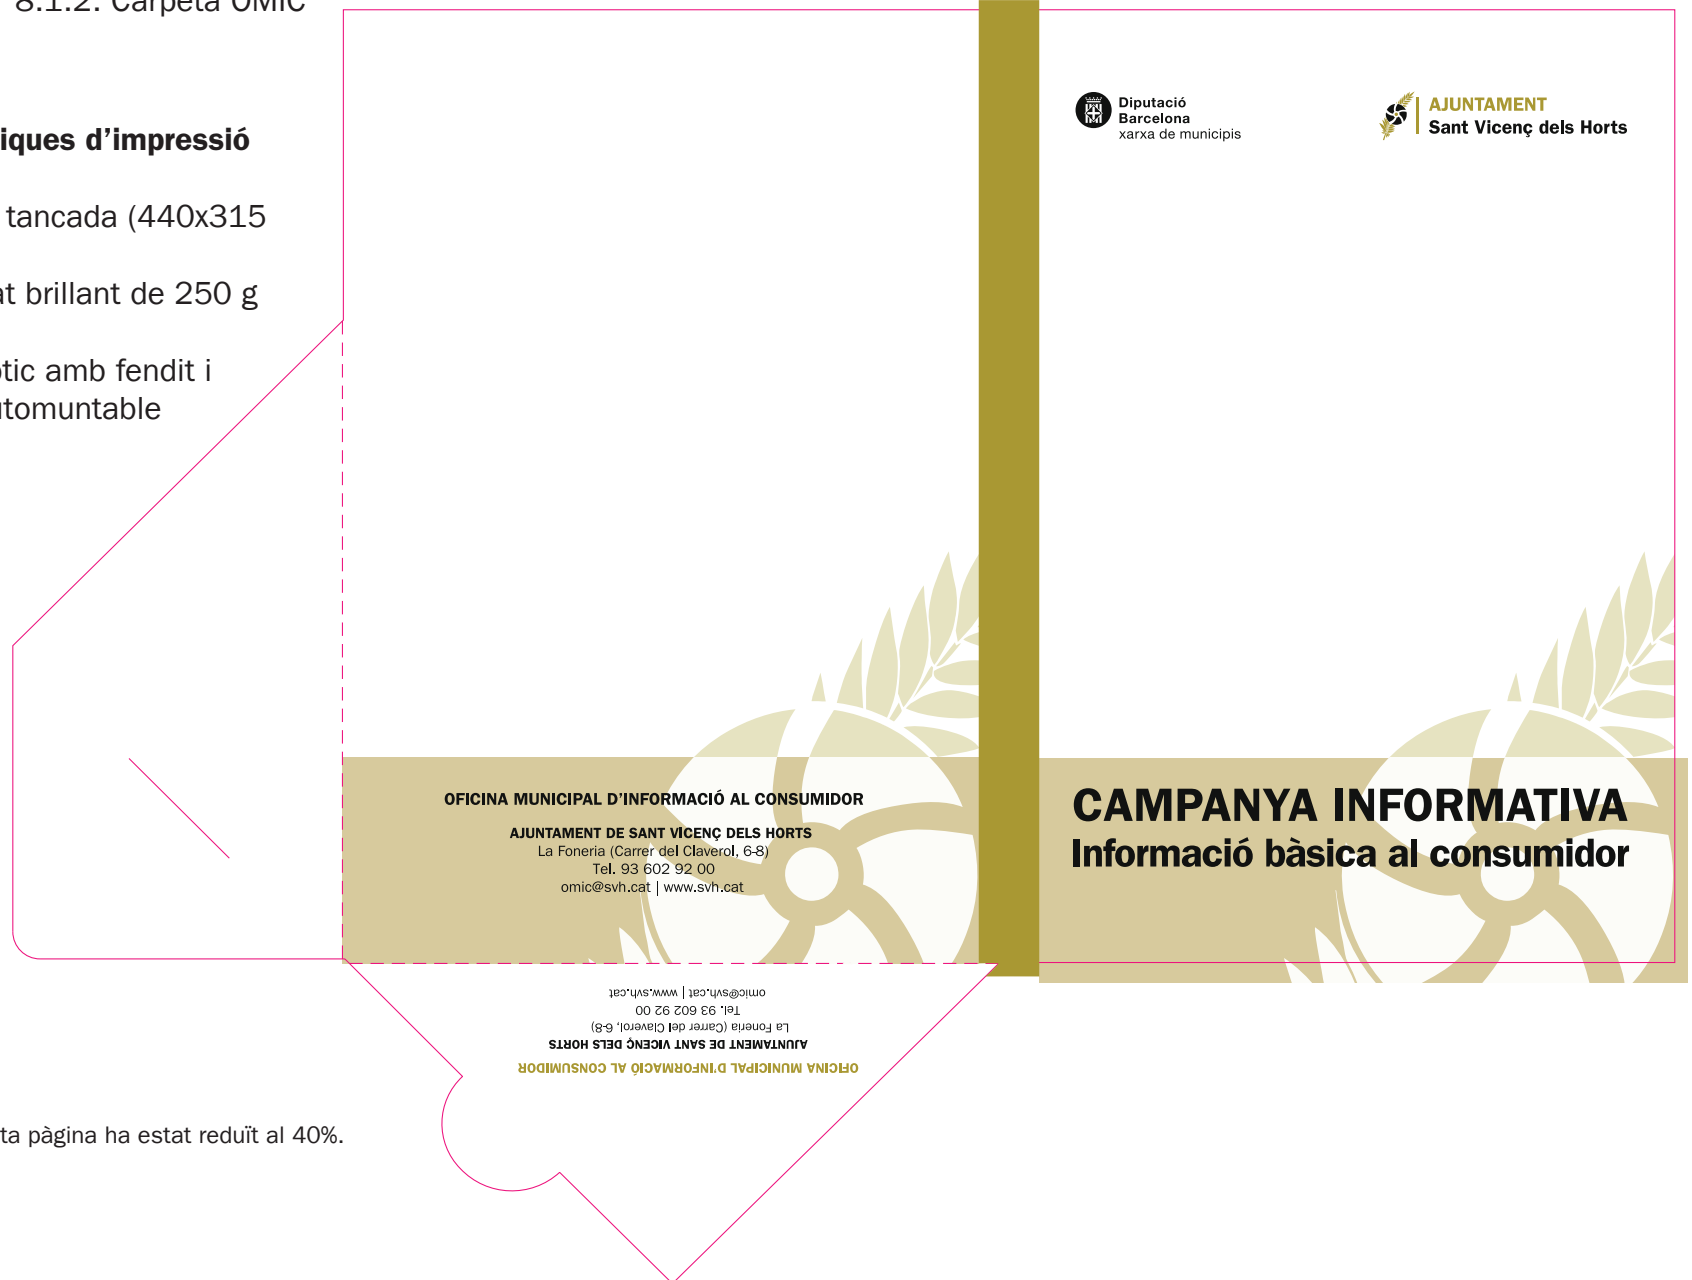 8.1.2. Carpeta OMIC
iques d’impressió
tancada (440x315
at brillant de 250 g
tic amb fendit i
tomuntable
ta pàgina ha estat reduït al 40%.
Diputació
Barcelona
xarxa de municipis
AJUNTAMENT
Sant Vicenç dels Horts
OFICINA MUNICIPAL D’INFORMACIÓ AL CONSUMIDOR
AJUNTAMENT DE SANT VICENÇ DELS HORTS
La Foneria (Carrer del Claverol, 6-8)
Tel. 93 602 92 00
omic@svh.cat | www.svh.cat
CAMPANYA INFORMATIVA
Informació bàsica al consumidor
OFICINA MUNICIPAL D’INFORMACIÓ AL CONSUMIDOR
AJUNTAMENT DE SANT VICENÇ DELS HORTS
La Foneria (Carrer del Claverol, 6-8)
Tel. 93 602 92 00
omic@svh.cat | www.svh.cat